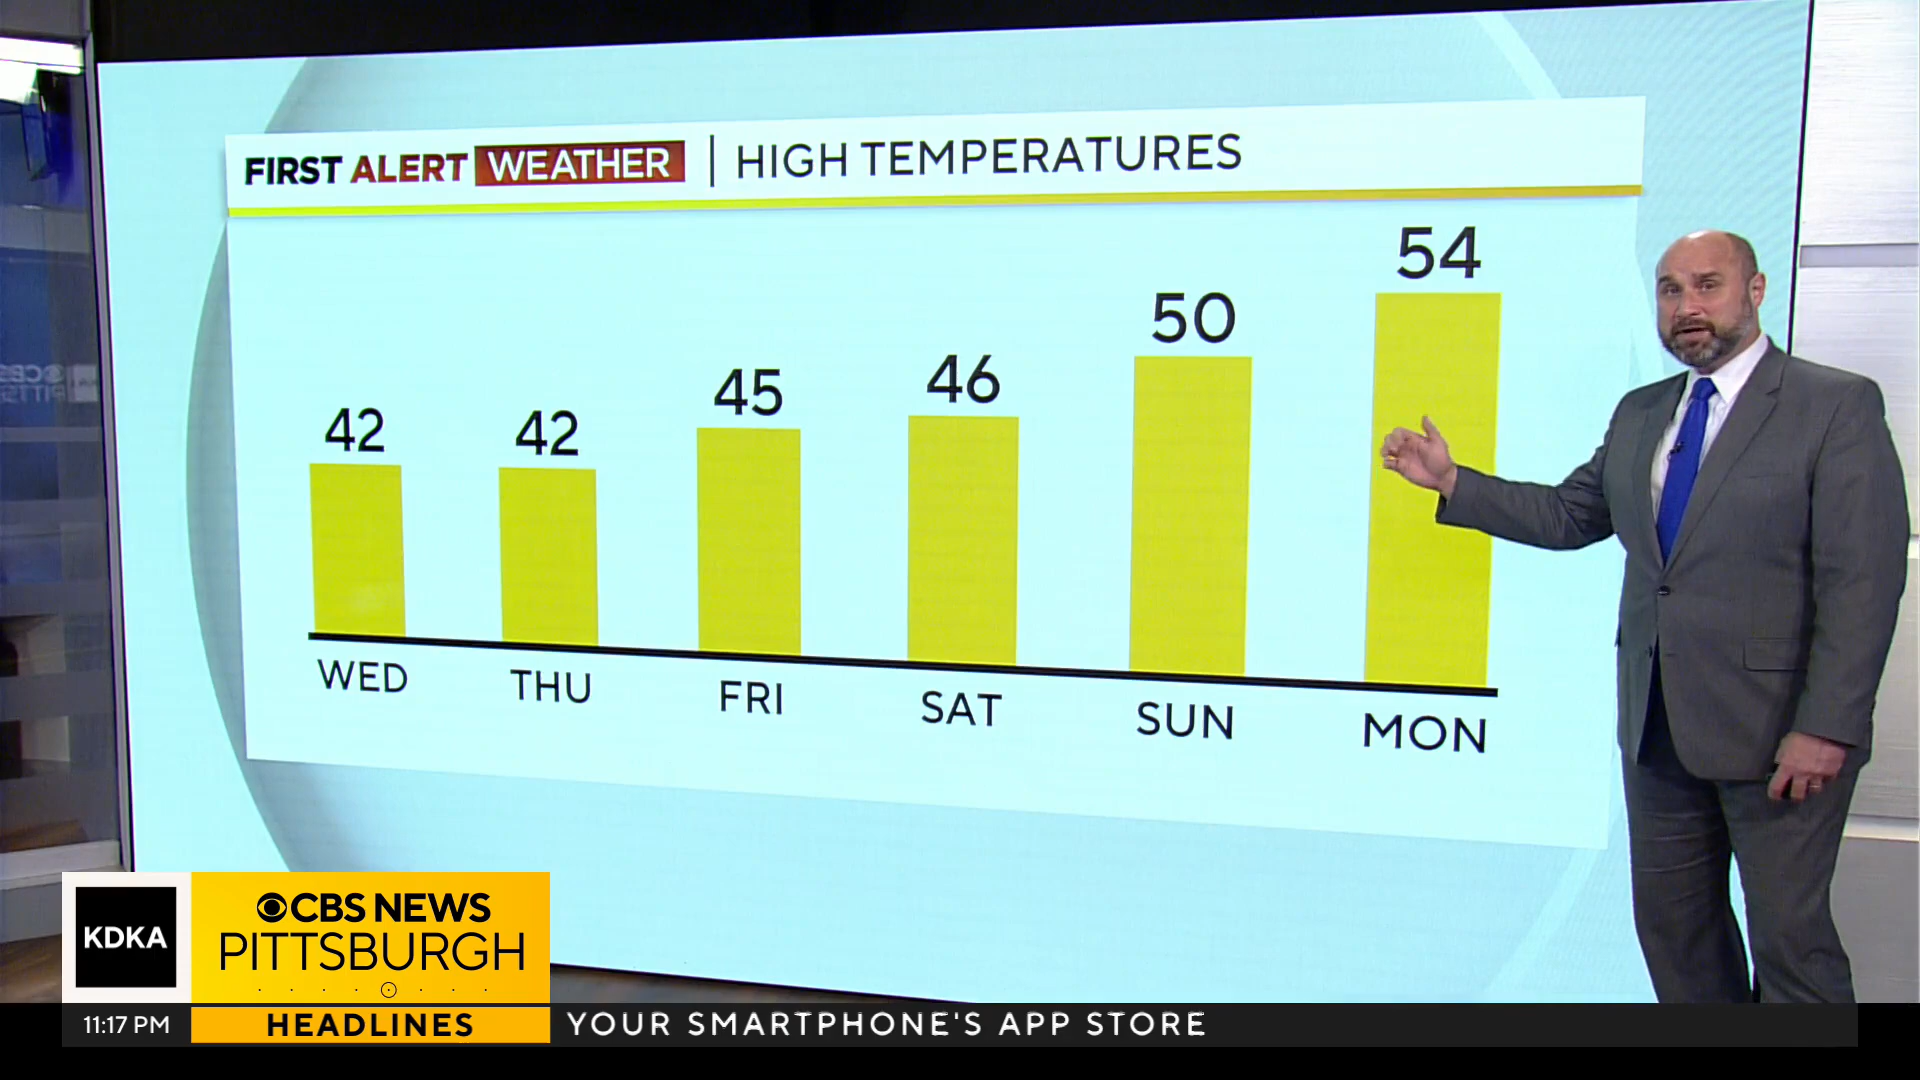 FIRST ALERT WEATHER | HIGH TEMPERATURES
42 42 45 46 50 54
WED THU FRI SAT SUN MON
KDKA
CBS NEWS
PITTSBURGH
11:17 PM HEADLINES YOUR SMARTPHONE'S APP STORE